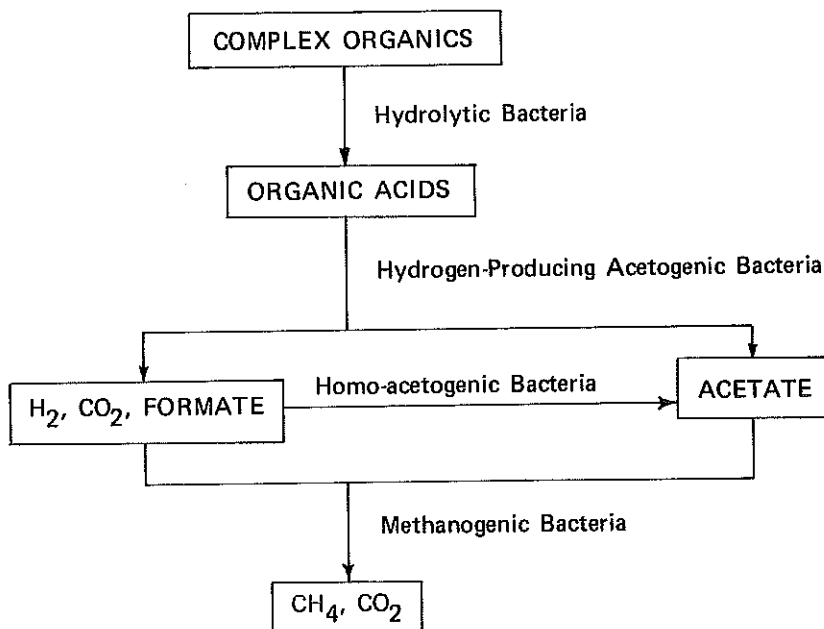 COMPLEX ORGANICS
Hydrolytic Bacteria
ORGANIC ACIDS
Hydrogen-Producing Acetogenic Bacteria
Homo-acetogenic Bacteria
H₂, CO₂, FORMATE
ACETATE
Methanogenic Bacteria
CH₄, CO₂